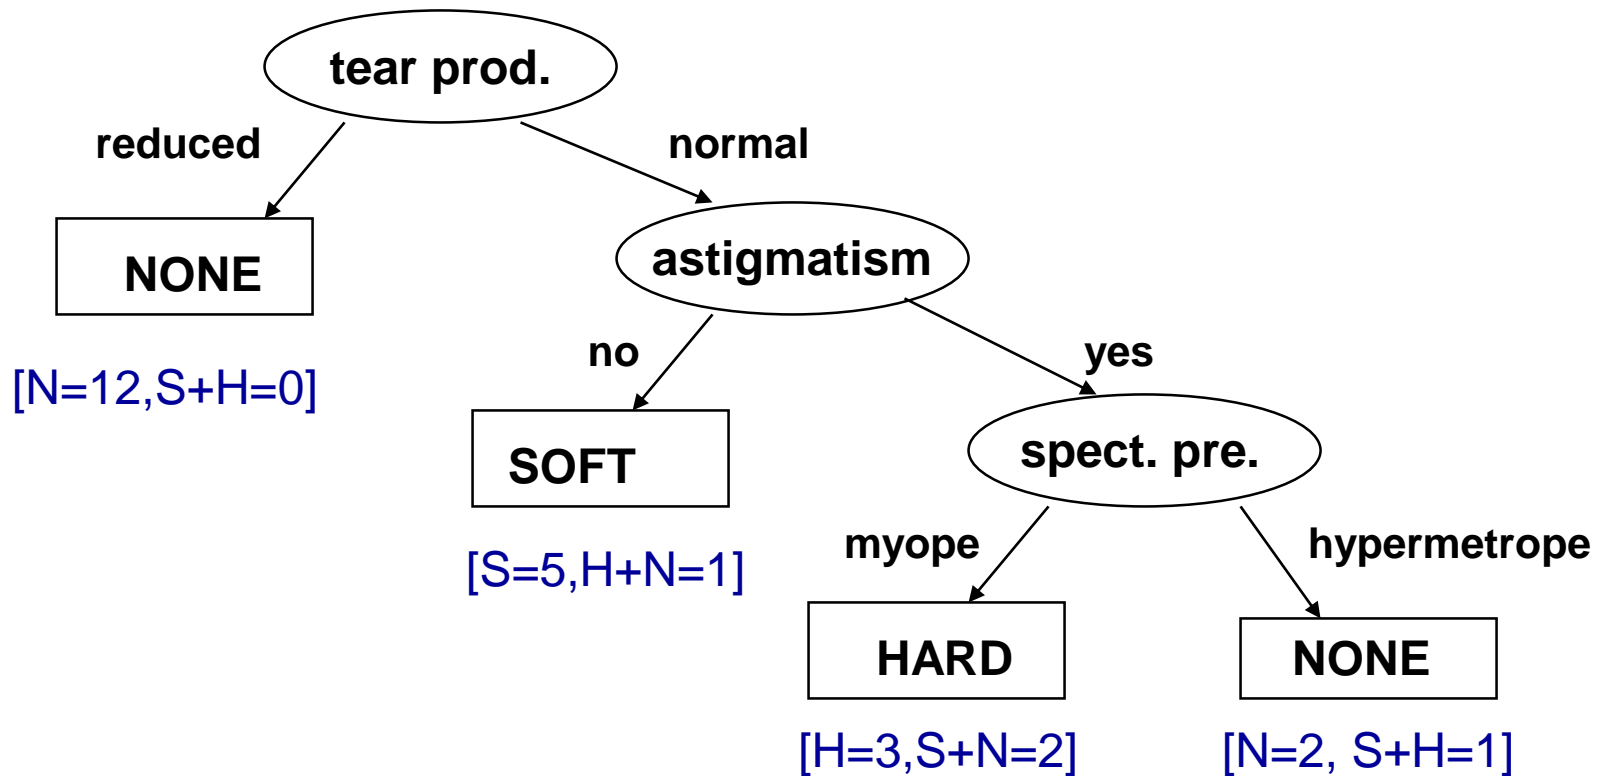 tear prod.
reduced
normal
NONE
astigmatism
[N=12,S+H=0]
no
yes
SOFT
spect. pre.
[S=5,H+N=1]
myope
hypermetrope
HARD
NONE
[H=3,S+N=2]
[N=2, S+H=1]